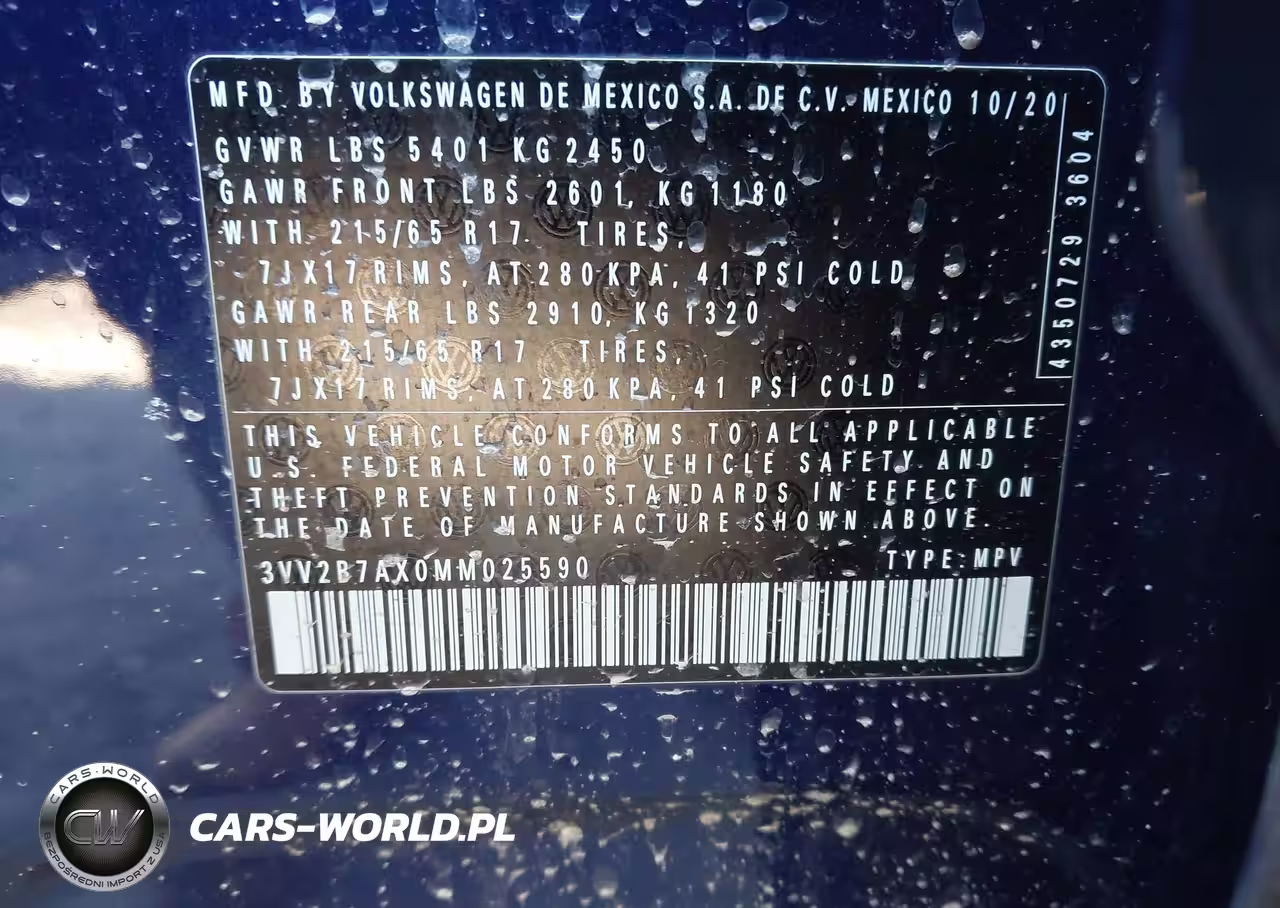 MFD. BY VOLKSWAGEN DE MEXICO S.A. DE C.V. MEXICO 10/20
GVWR LBS 5401 KG 2450
GAWR FRONT LBS 2601, KG 1180
WITH 215/65 R17 TIRES,
7JX17 RIMS, AT 280 KPA, 41 PSI COLD
GAWR REAR LBS 2910, KG 1320
WITH 215/65 R17 TIRES,
7JX17 RIMS, AT 280 KPA, 41 PSI COLD
4350729 3604
THIS VEHICLE CONFORMS TO ALL APPLICABLE
U.S. FEDERAL MOTOR VEHICLE SAFETY AND
THEFT PREVENTION STANDARDS IN EFFECT ON
THE DATE OF MANUFACTURE SHOWN ABOVE.
3VV2B7AX0MM025590 TYPE: MPV
CARS-WORLD
CW
BEZPOŚREDNI IMPORT Z USA
CARS-WORLD.PL